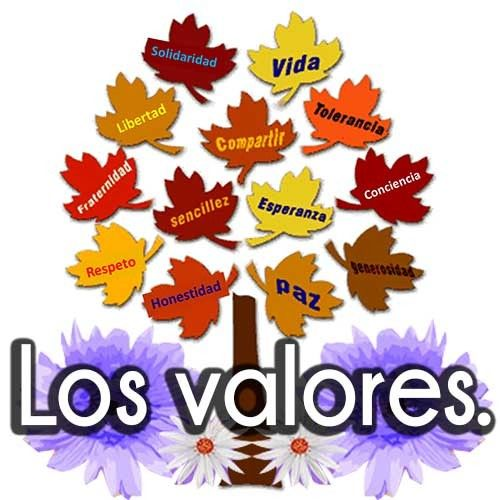 Solidaridad
Vida
Libertad
Compartir
Tolerancia
Fraternidad
sencillez
Esperanza
Conciencia
Respeto
Honestidad
paz
generosidad
Los valores.